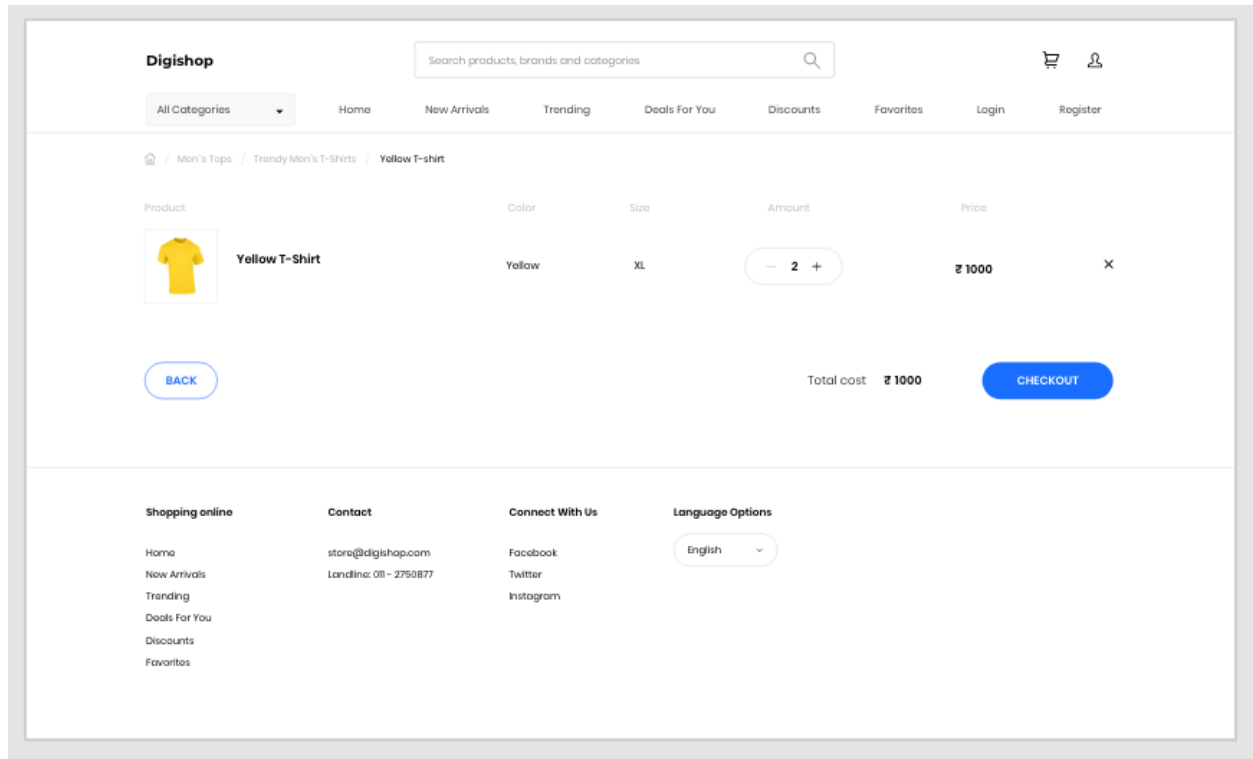 Digishop
Search products, brands and categories
All Categories Home New Arrivals Trending Deals For You Discounts Favorites Login Register
/ Men's Tops / Trendy Men's T-Shirts / Yellow T-shirt
Product Color Size Amount Price
Yellow T-Shirt Yellow XL − 2 + ₹ 1000 ×
BACK Total cost ₹ 1000 CHECKOUT
Shopping online Contact Connect With Us Language Options
Home store@digishop.com Facebook English
New Arrivals Landline: 011 - 2750877 Twitter
Trending Instagram
Deals For You
Discounts
Favorites